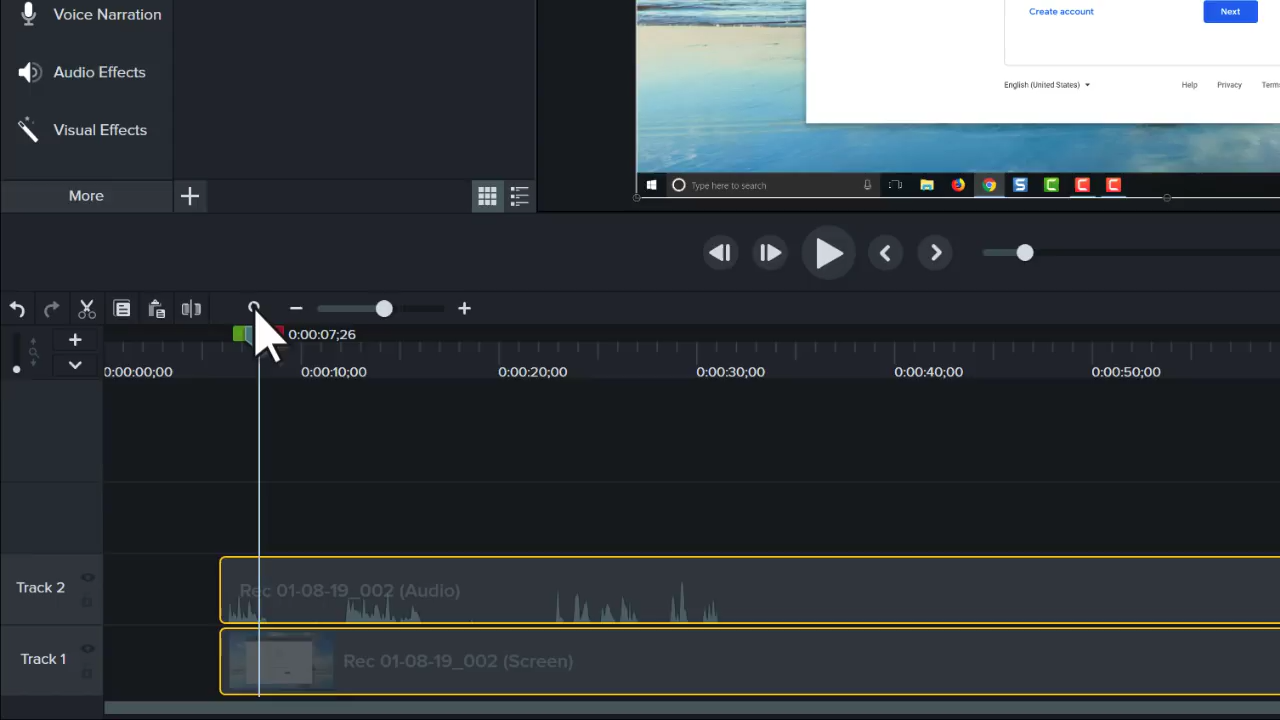 Voice Narration
Audio Effects
Visual Effects
More
Create account
Next
English (United States)
Help
Privacy
Terms
Type here to search
0:00:07;26
0:00:00;00
0:00:10;00
0:00:20;00
0:00:30;00
0:00:40;00
0:00:50;00
Track 2
Rec 01-08-19_002 (Audio)
Track 1
Rec 01-08-19_002 (Screen)